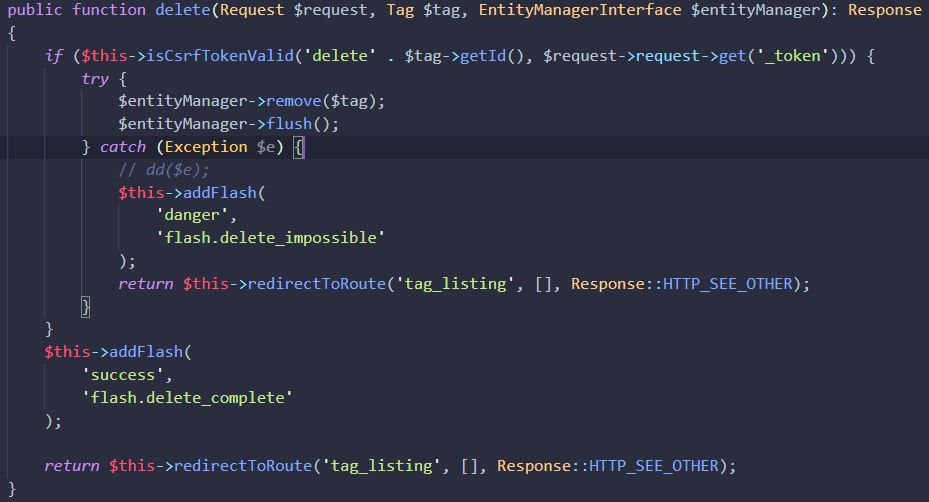 public function delete(Request $request, Tag $tag, EntityManagerInterface $entityManager): Response
{
    if ($this->isCsrfTokenValid('delete' . $tag->getId(), $request->request->get('_token'))) {
        try {
            $entityManager->remove($tag);
            $entityManager->flush();
        } catch (Exception $e) {
            // dd($e);
            $this->addFlash(
                'danger',
                'flash.delete_impossible'
            );
            return $this->redirectToRoute('tag_listing', [], Response::HTTP_SEE_OTHER);
        }
    }
    $this->addFlash(
        'success',
        'flash.delete_complete'
    );

    return $this->redirectToRoute('tag_listing', [], Response::HTTP_SEE_OTHER);
}